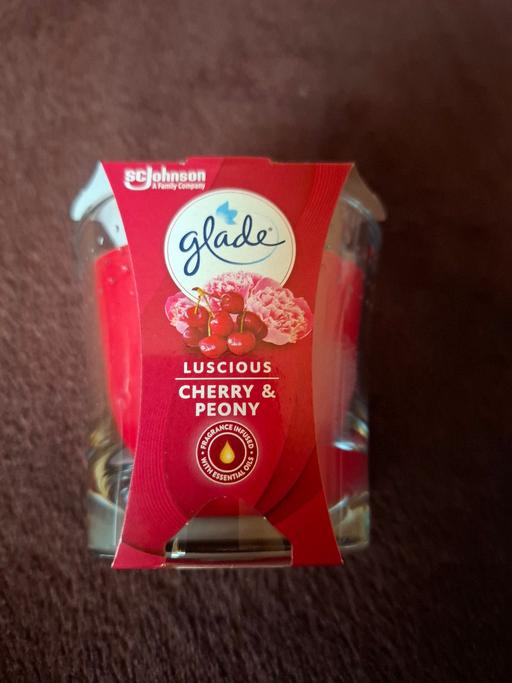 SC Johnson
A Family Company
glade®
LUSCIOUS
CHERRY &
PEONY
• FRAGRANCE INFUSED •
WITH ESSENTIAL OILS